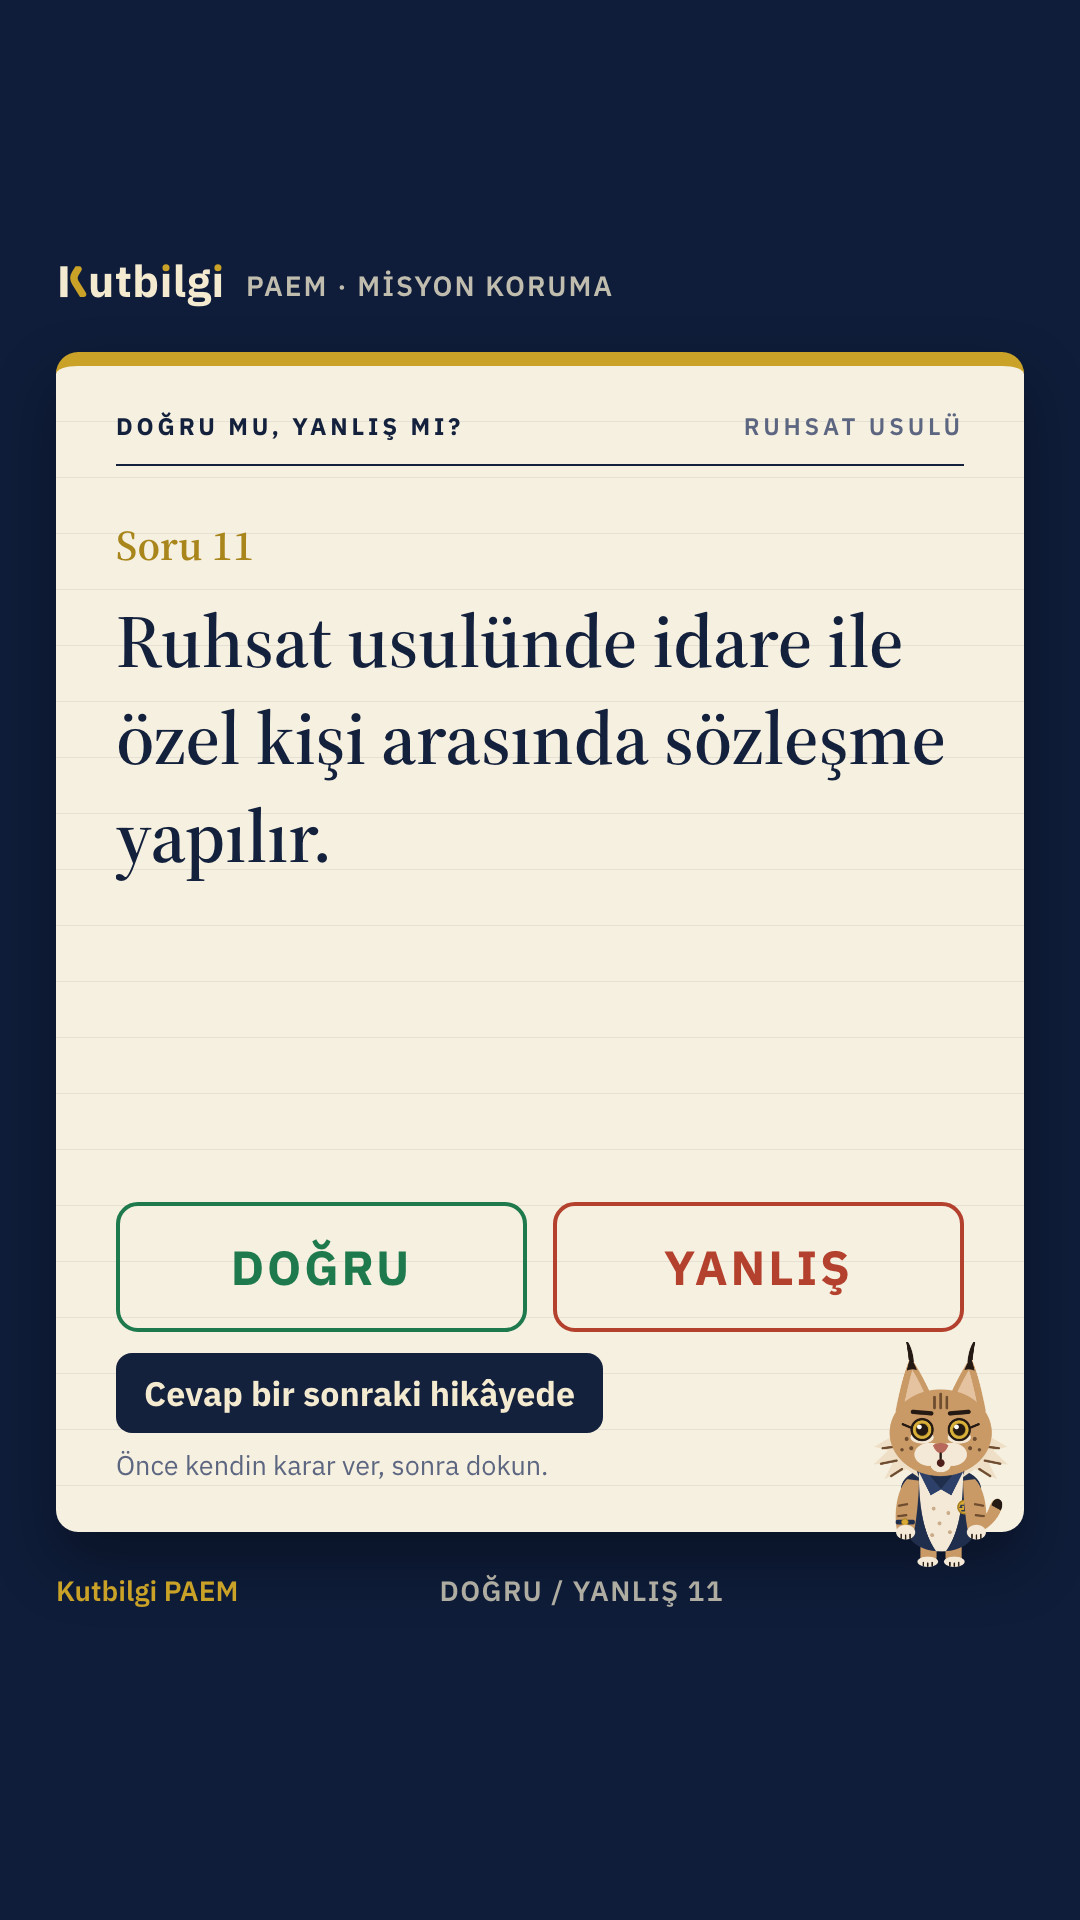 Kutbilgi PAEM · MİSYON KORUMA
DOĞRU MU, YANLIŞ MI? RUHSAT USULÜ
Soru 11
Ruhsat usulünde idare ile
özel kişi arasında sözleşme
yapılır.
DOĞRU YANLIŞ
Cevap bir sonraki hikâyede
Önce kendin karar ver, sonra dokun.
Kutbilgi PAEM DOĞRU / YANLIŞ 11